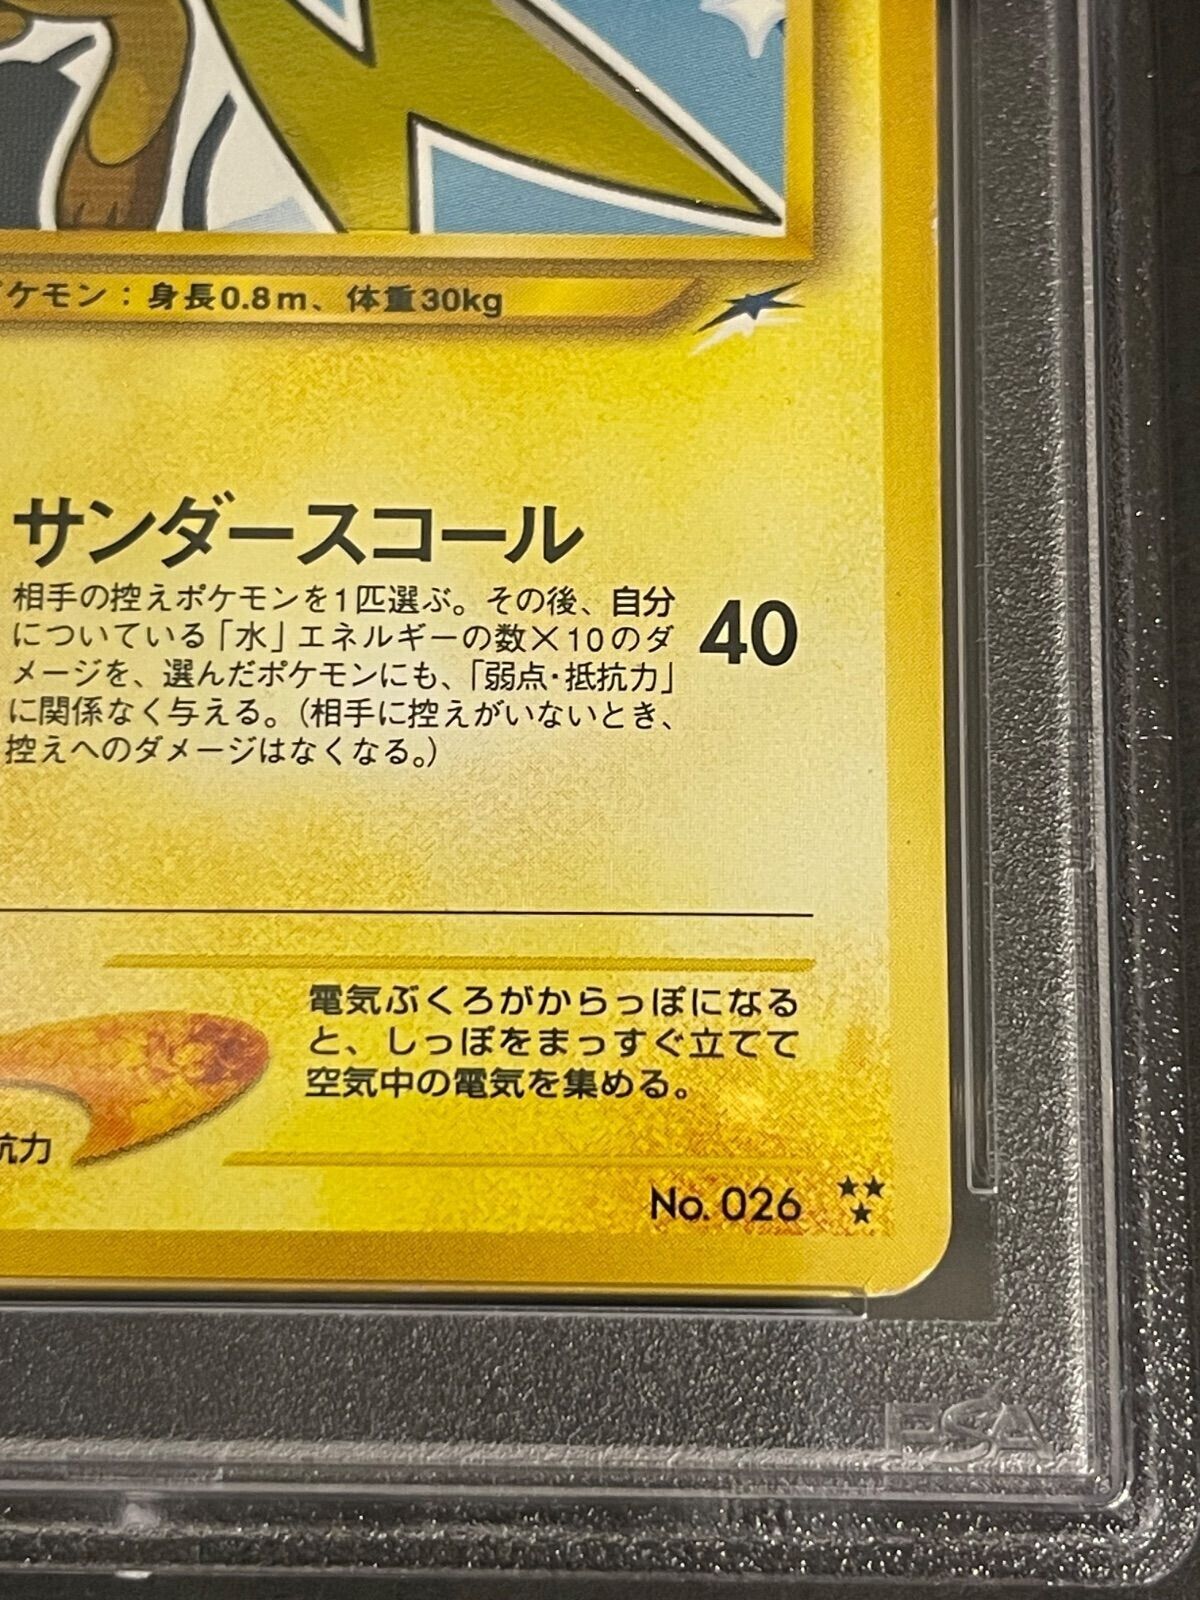 ケモン：身長0.8m、体重30kg
サンダースコール
相手の控えポケモンを1匹選ぶ。その後、自分
についている「水」エネルギーの数×10のダ
メージを、選んだポケモンにも、「弱点・抵抗力」
に関係なく与える。（相手に控えがいないとき、
控えへのダメージはなくなる。）
40
電気ぶくろがからっぽになる
と、しっぽをまっすぐ立てて
空気中の電気を集める。
抗力
No. 026 ★★★
PSA